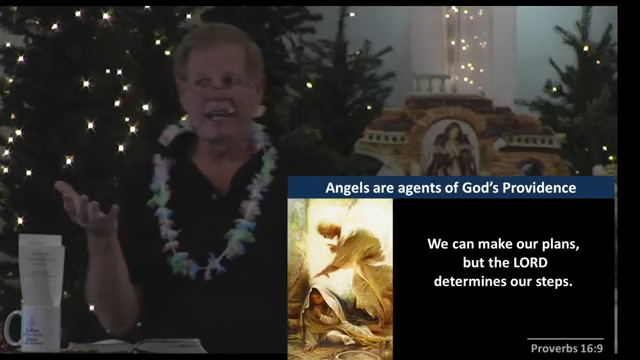 Angels are agents of God's Providence
We can make our plans,
but the LORD
determines our steps.
Proverbs 16:9